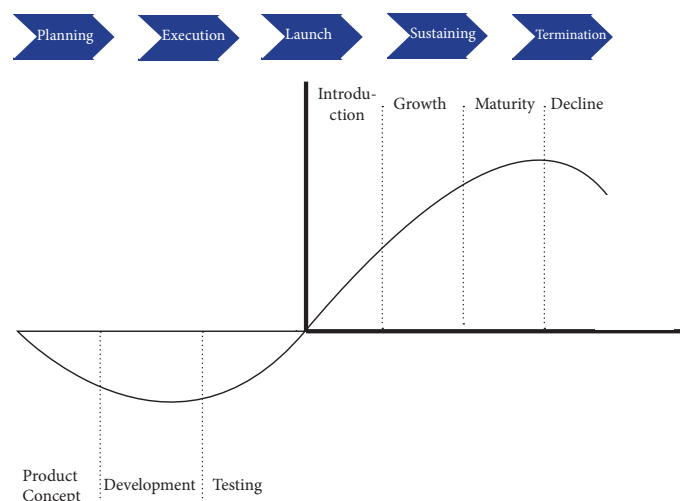 Planning
Execution
Launch
Sustaining
Termination
Introdu-
ction
Growth
Maturity
Decline
Product
Concept
Development
Testing